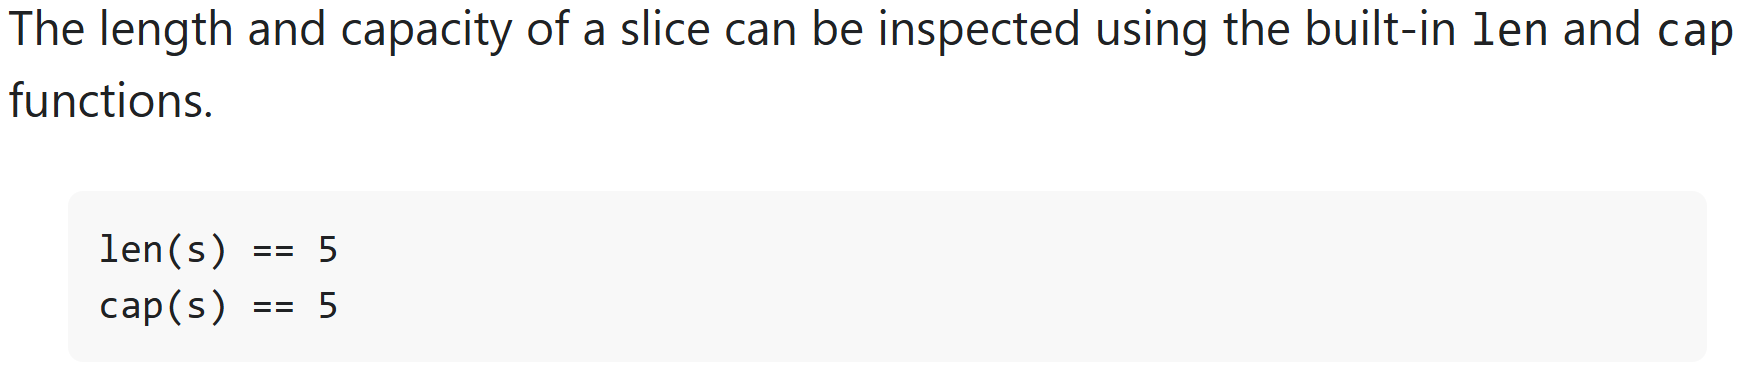 The length and capacity of a slice can be inspected using the built-in len and cap
functions.
len(s) == 5
cap(s) == 5